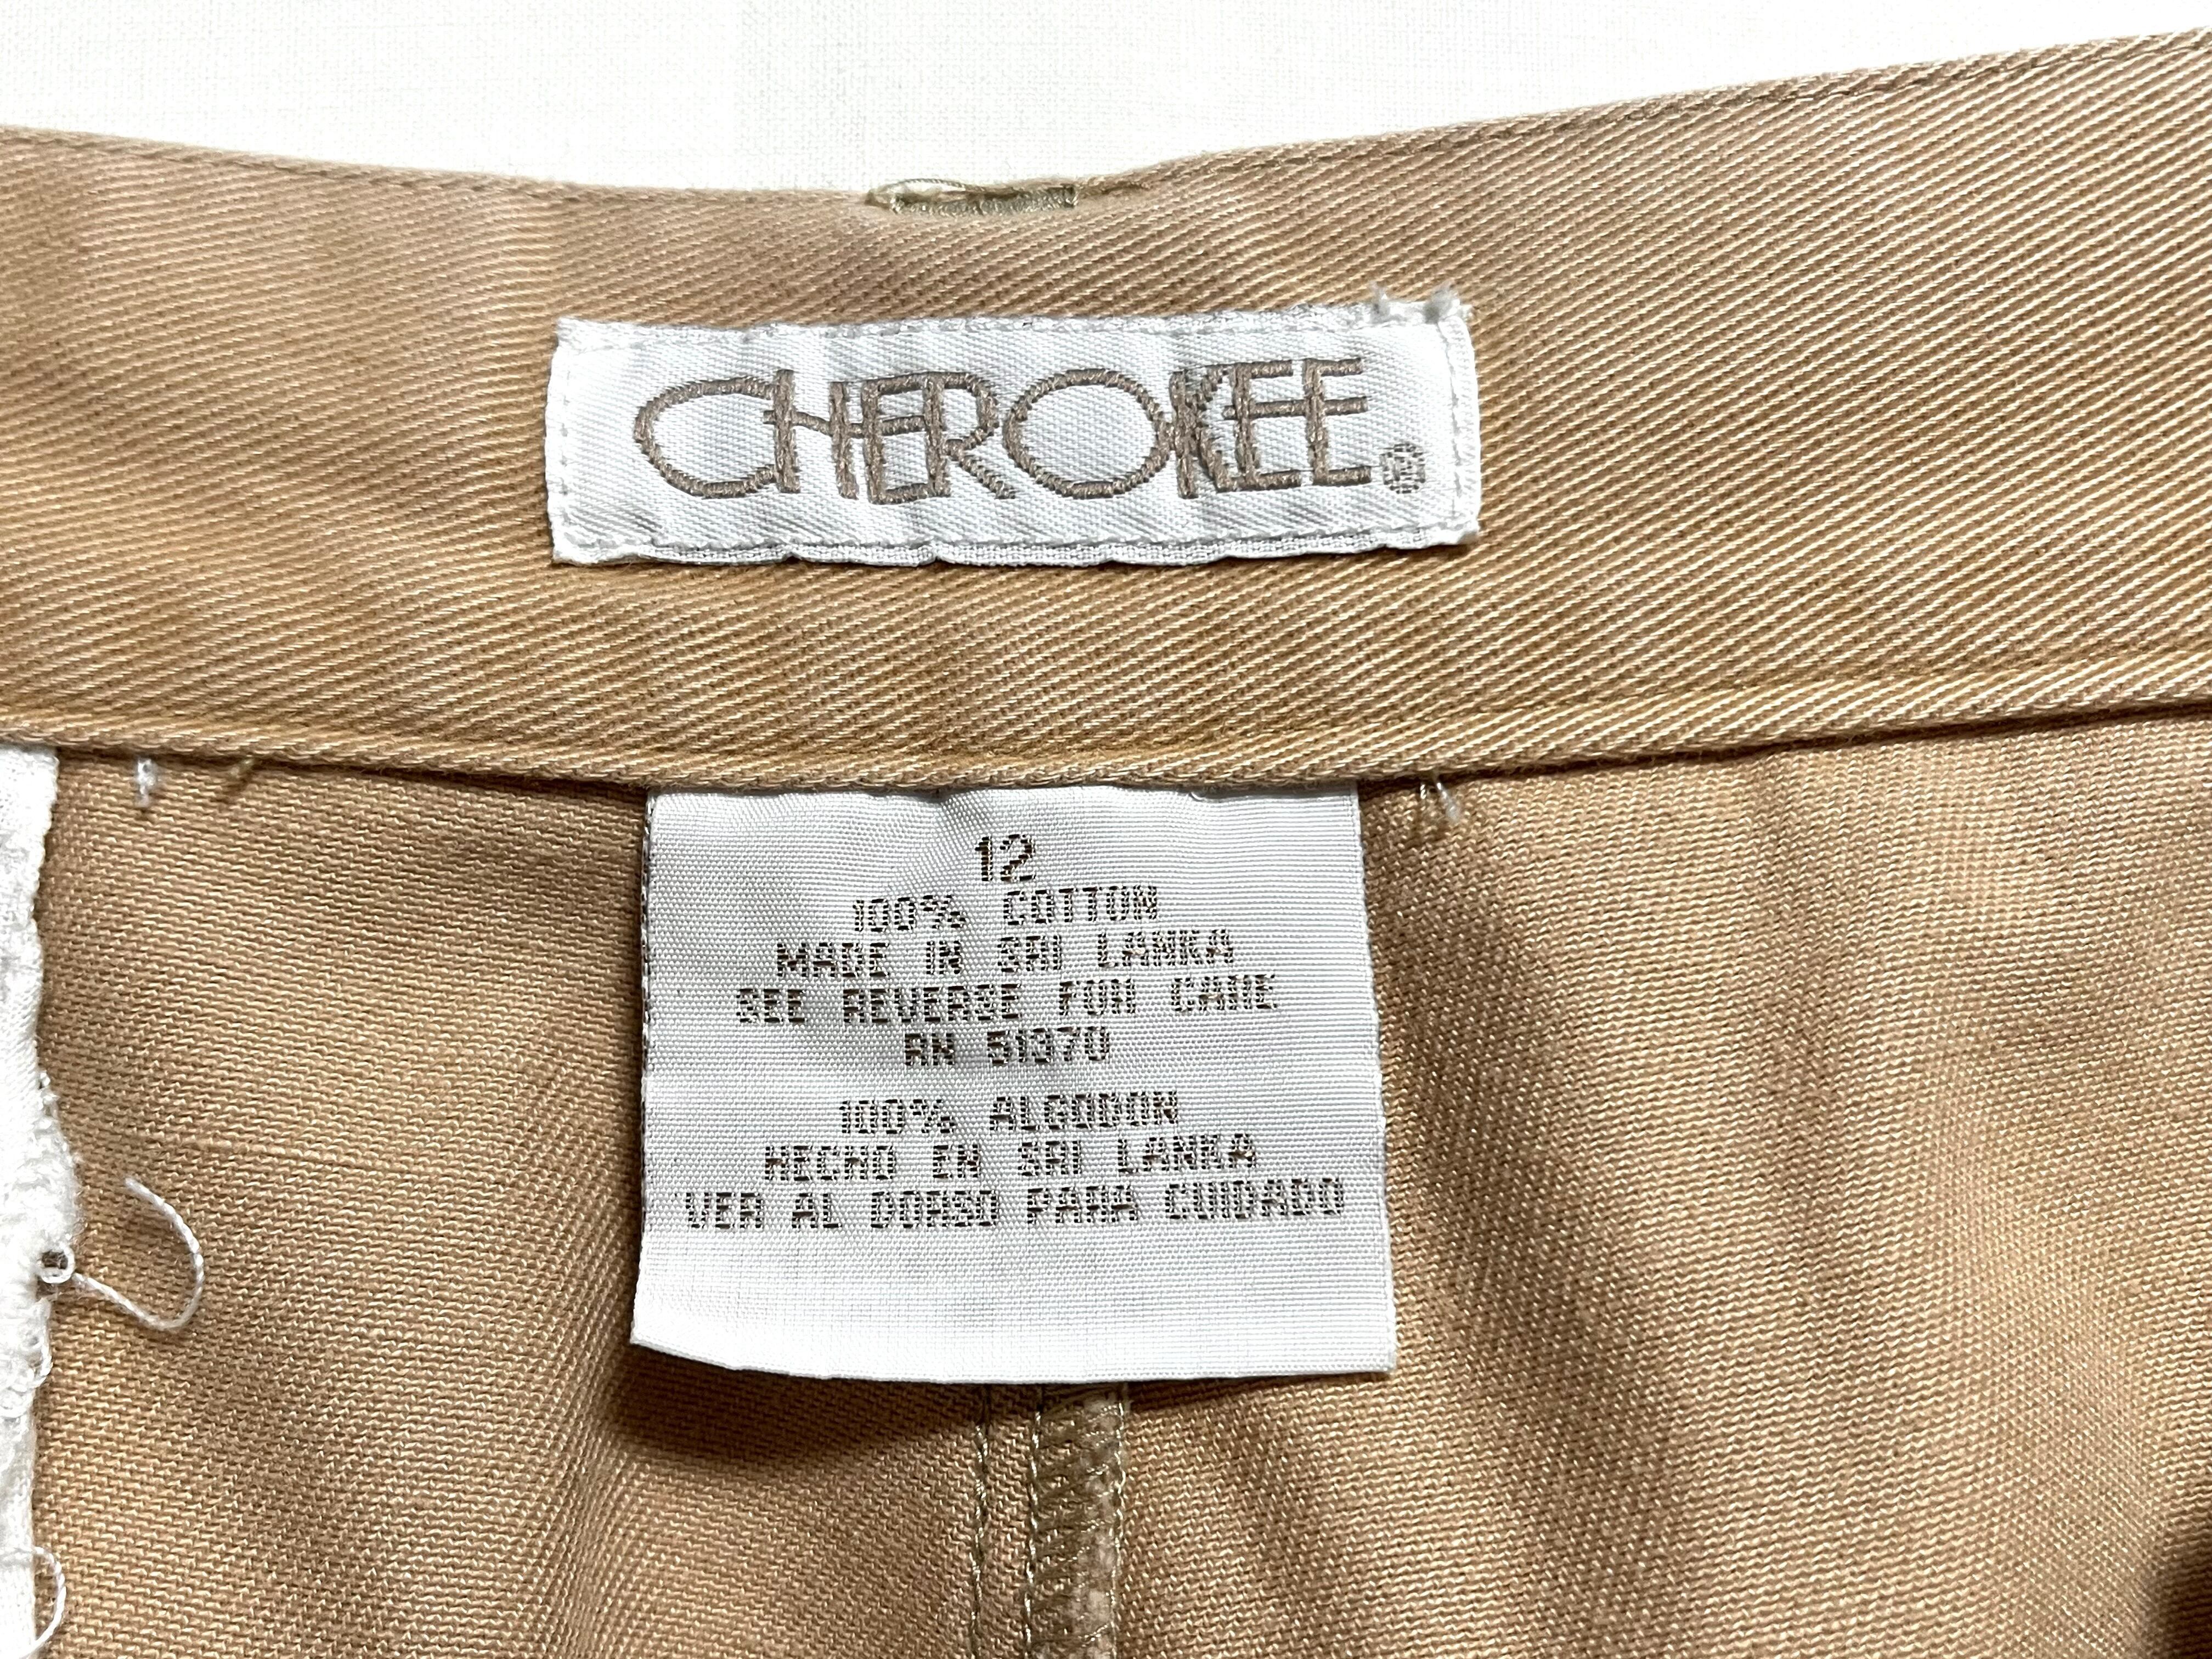 CHEROKEE®
12
100% COTTON
MADE IN SRI LANKA
SEE REVERSE FOR CARE
RN 51370
100% ALGODON
HECHO EN SRI LANKA
VER AL DORSO PARA CUIDADO